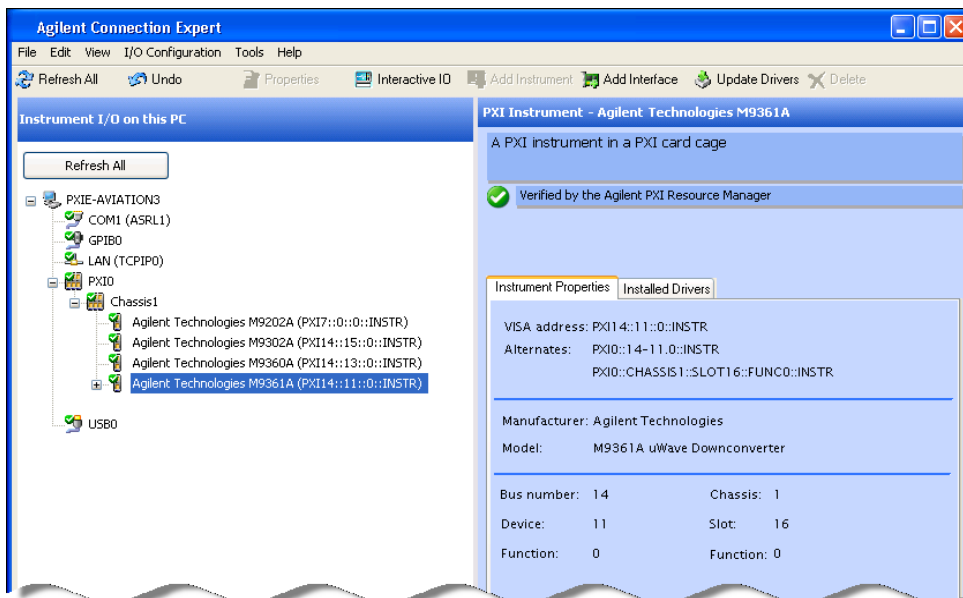 Agilent Connection Expert
File Edit View I/O Configuration Tools Help
Refresh All Undo Properties Interactive IO Add Instrument Add Interface Update Drivers Delete
Instrument I/O on this PC
Refresh All
PXIE-AVIATION3
COM1 (ASRL1)
GPIB0
LAN (TCPIP0)
PXI0
Chassis1
Agilent Technologies M9202A (PXI7::0::0::INSTR)
Agilent Technologies M9302A (PXI14::15::0::INSTR)
Agilent Technologies M9360A (PXI14::13::0::INSTR)
Agilent Technologies M9361A (PXI14::11::0::INSTR)
USB0
PXI Instrument - Agilent Technologies M9361A
A PXI instrument in a PXI card cage
Verified by the Agilent PXI Resource Manager
Instrument Properties Installed Drivers
VISA address: PXI14::11::0::INSTR
Alternates: PXI0::14-11.0::INSTR
PXI0::CHASSIS1::SLOT16::FUNC0::INSTR
Manufacturer: Agilent Technologies
Model: M9361A uWave Downconverter
Bus number: 14 Chassis: 1
Device: 11 Slot: 16
Function: 0 Function: 0